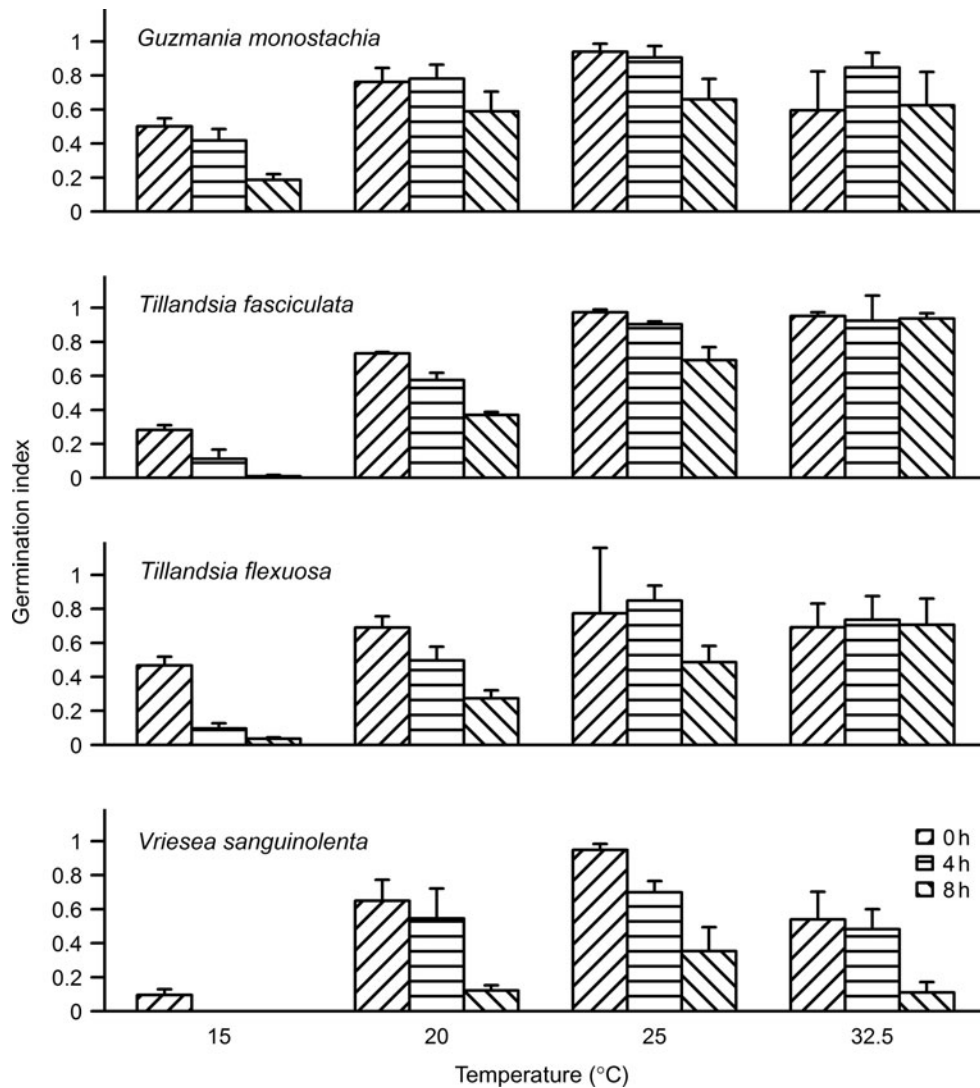 Guzmania monostachia
1
0.8
0.6
0.4
0.2
0
Tillandsia fasciculata
1
0.8
0.6
0.4
0.2
0
Germination index
Tillandsia flexuosa
1
0.8
0.6
0.4
0.2
0
Vriesea sanguinolenta
1
0.8
0.6
0.4
0.2
0
0 h
4 h
8 h
15 20 25 32.5
Temperature (°C)